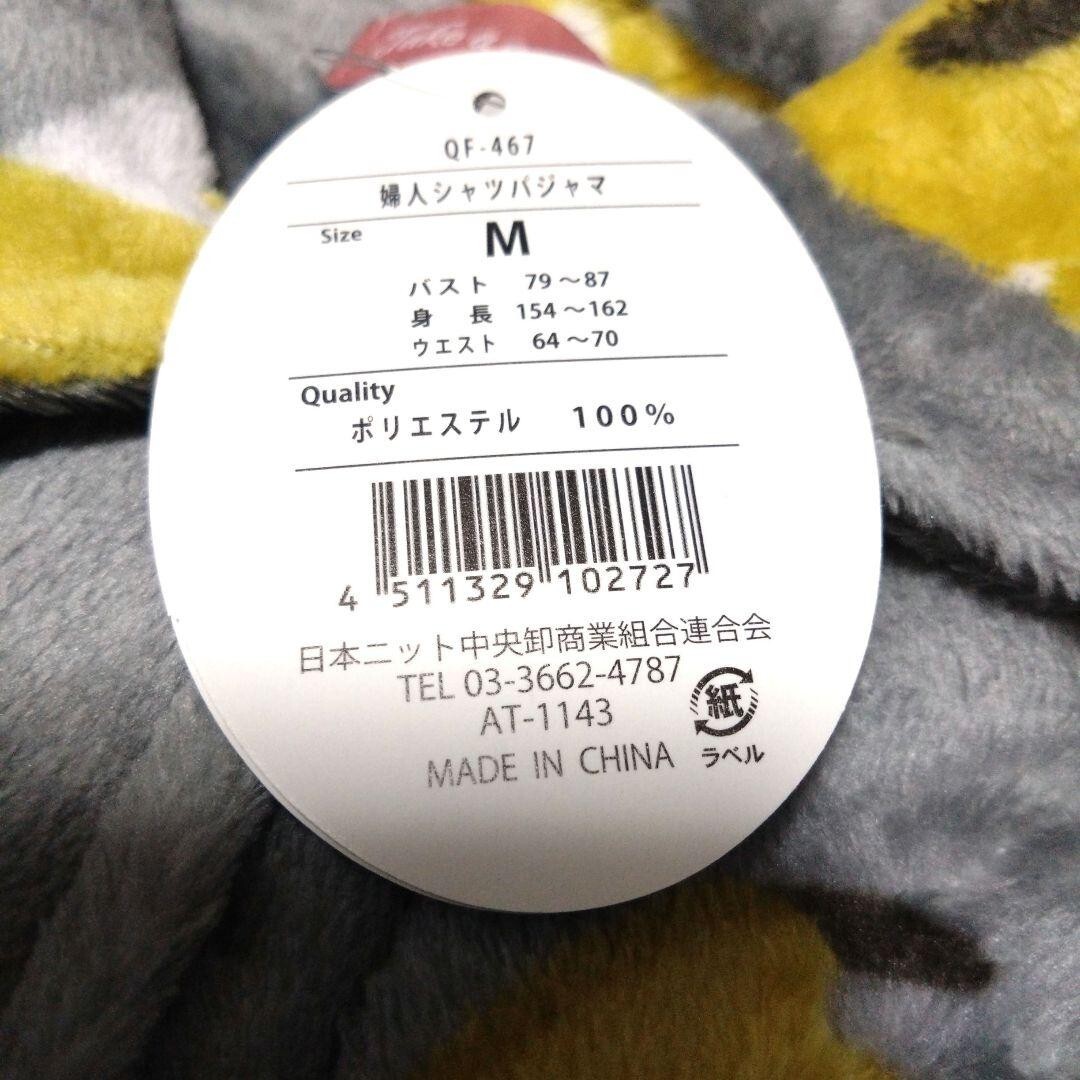 QF-467
婦人シャツパジャマ
Size M
バスト 79～87
身長 154～162
ウエスト 64～70
Quality
ポリエステル 100%
4 511329 102727
日本ニット中央卸商業組合連合会
TEL 03-3662-4787
AT-1143
MADE IN CHINA
紙
ラベル